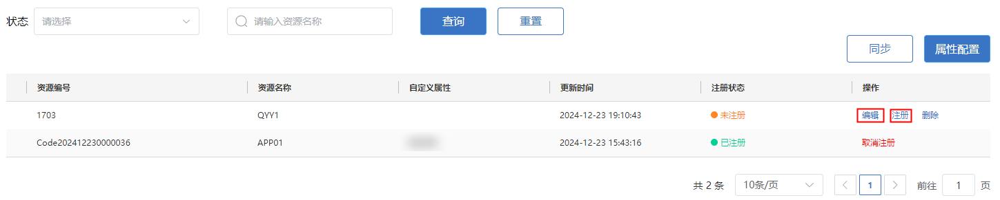 状态 请选择 请输入资源名称 查询 重置
同步 属性配置
资源编号 资源名称 自定义属性 更新时间 注册状态 操作
1703 QYY1 2024-12-23 19:10:43 未注册 编辑 注册 删除
Code202412230000036 APP01 2024-12-23 15:43:16 已注册 取消注册
共 2 条 10条/页 1 前往 1 页